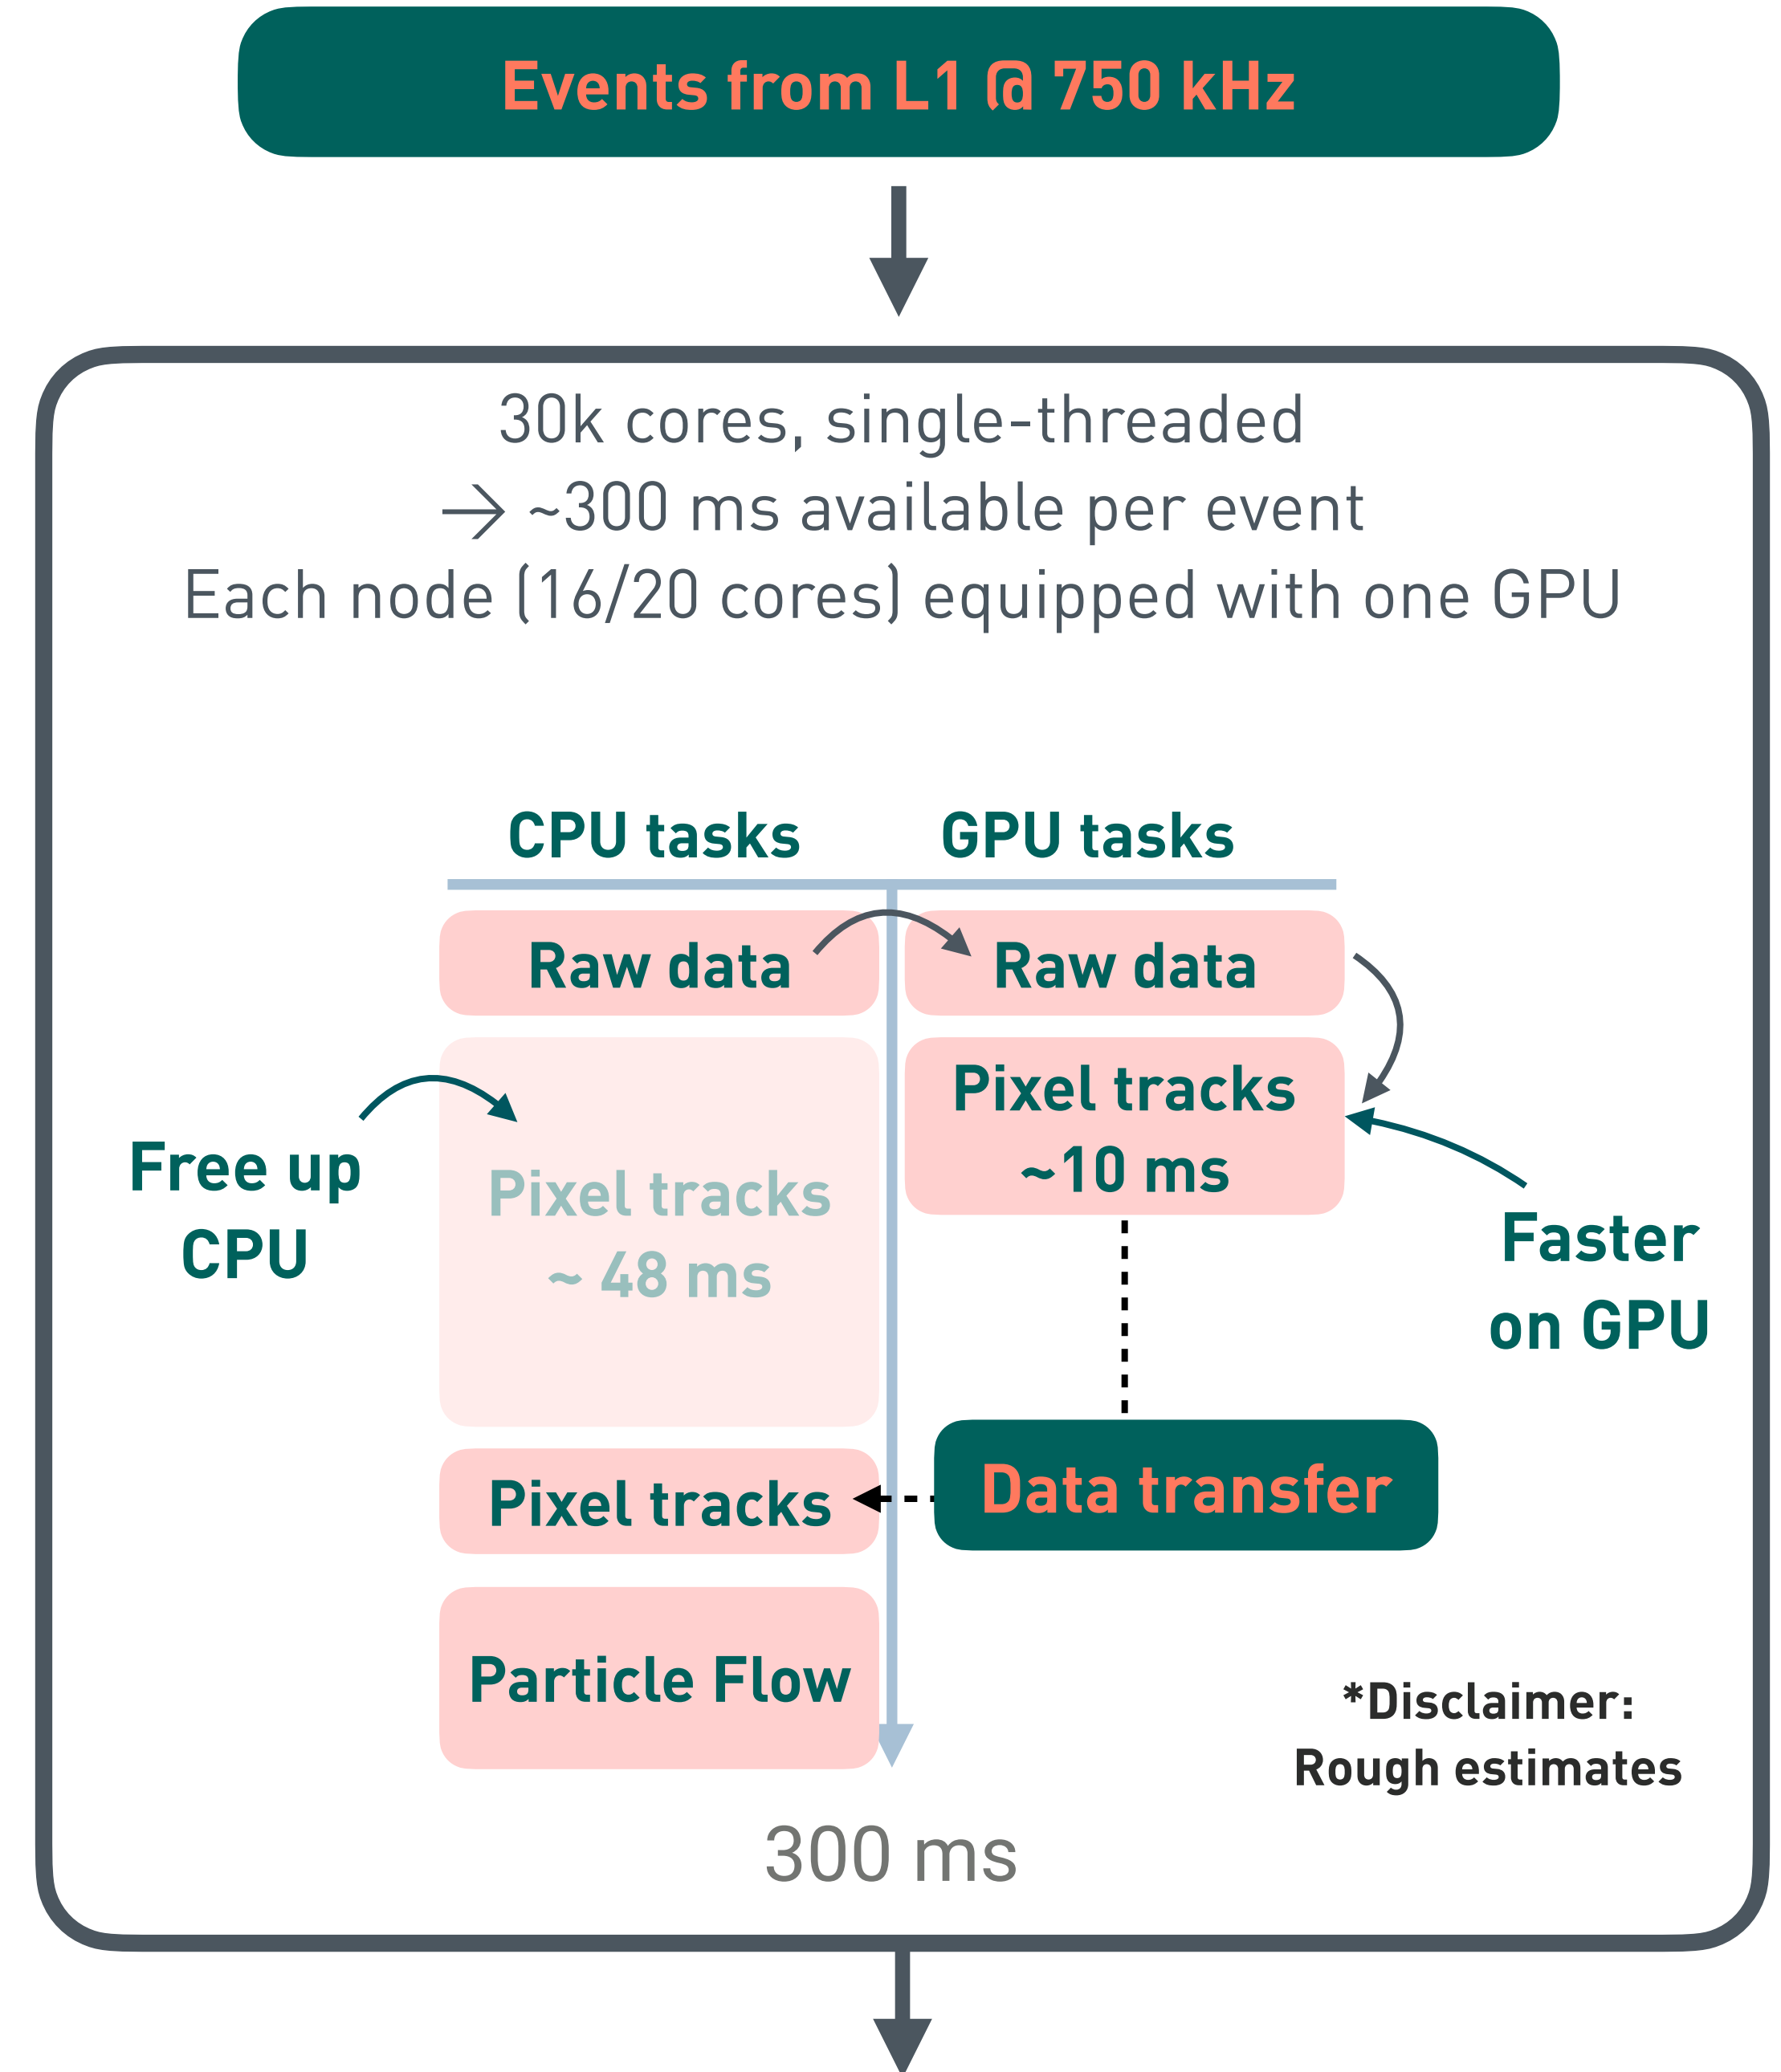 Events from L1 @ 750 kHz
30k cores, single-threaded
→ ~300 ms available per event
Each node (16/20 cores) equipped with one GPU
CPU tasks
GPU tasks
Raw data
Raw data
Pixel tracks
~10 ms
Free up
CPU
Pixel tracks
~ 48 ms
Faster
on GPU
Pixel tracks
Data transfer
Particle Flow
*Disclaimer:
Rough estimates
300 ms